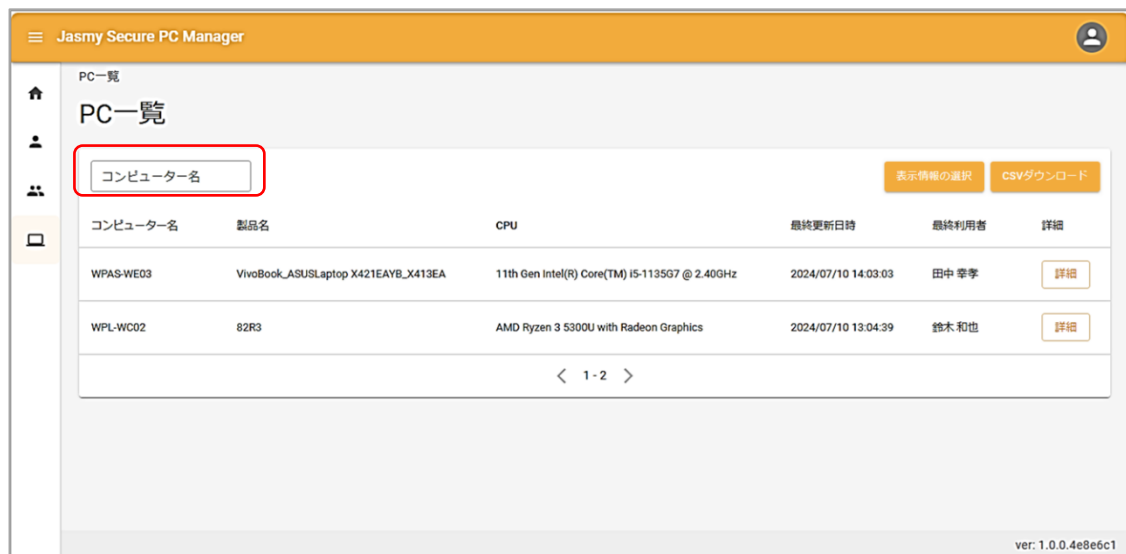 Jasmy Secure PC Manager
PC一覧
PC一覧
コンピューター名
表示情報の選択 CSVダウンロード
コンピューター名 製品名 CPU 最終更新日時 最終利用者 詳細
WPAS-WE03 VivoBook_ASUSLaptop X421EAYB_X413EA 11th Gen Intel(R) Core(TM) i5-1135G7 @ 2.40GHz 2024/07/10 14:03:03 田中 幸孝 詳細
WPL-WC02 82R3 AMD Ryzen 3 5300U with Radeon Graphics 2024/07/10 13:04:39 鈴木 和也 詳細
1 - 2
ver: 1.0.0.4e8e6c1